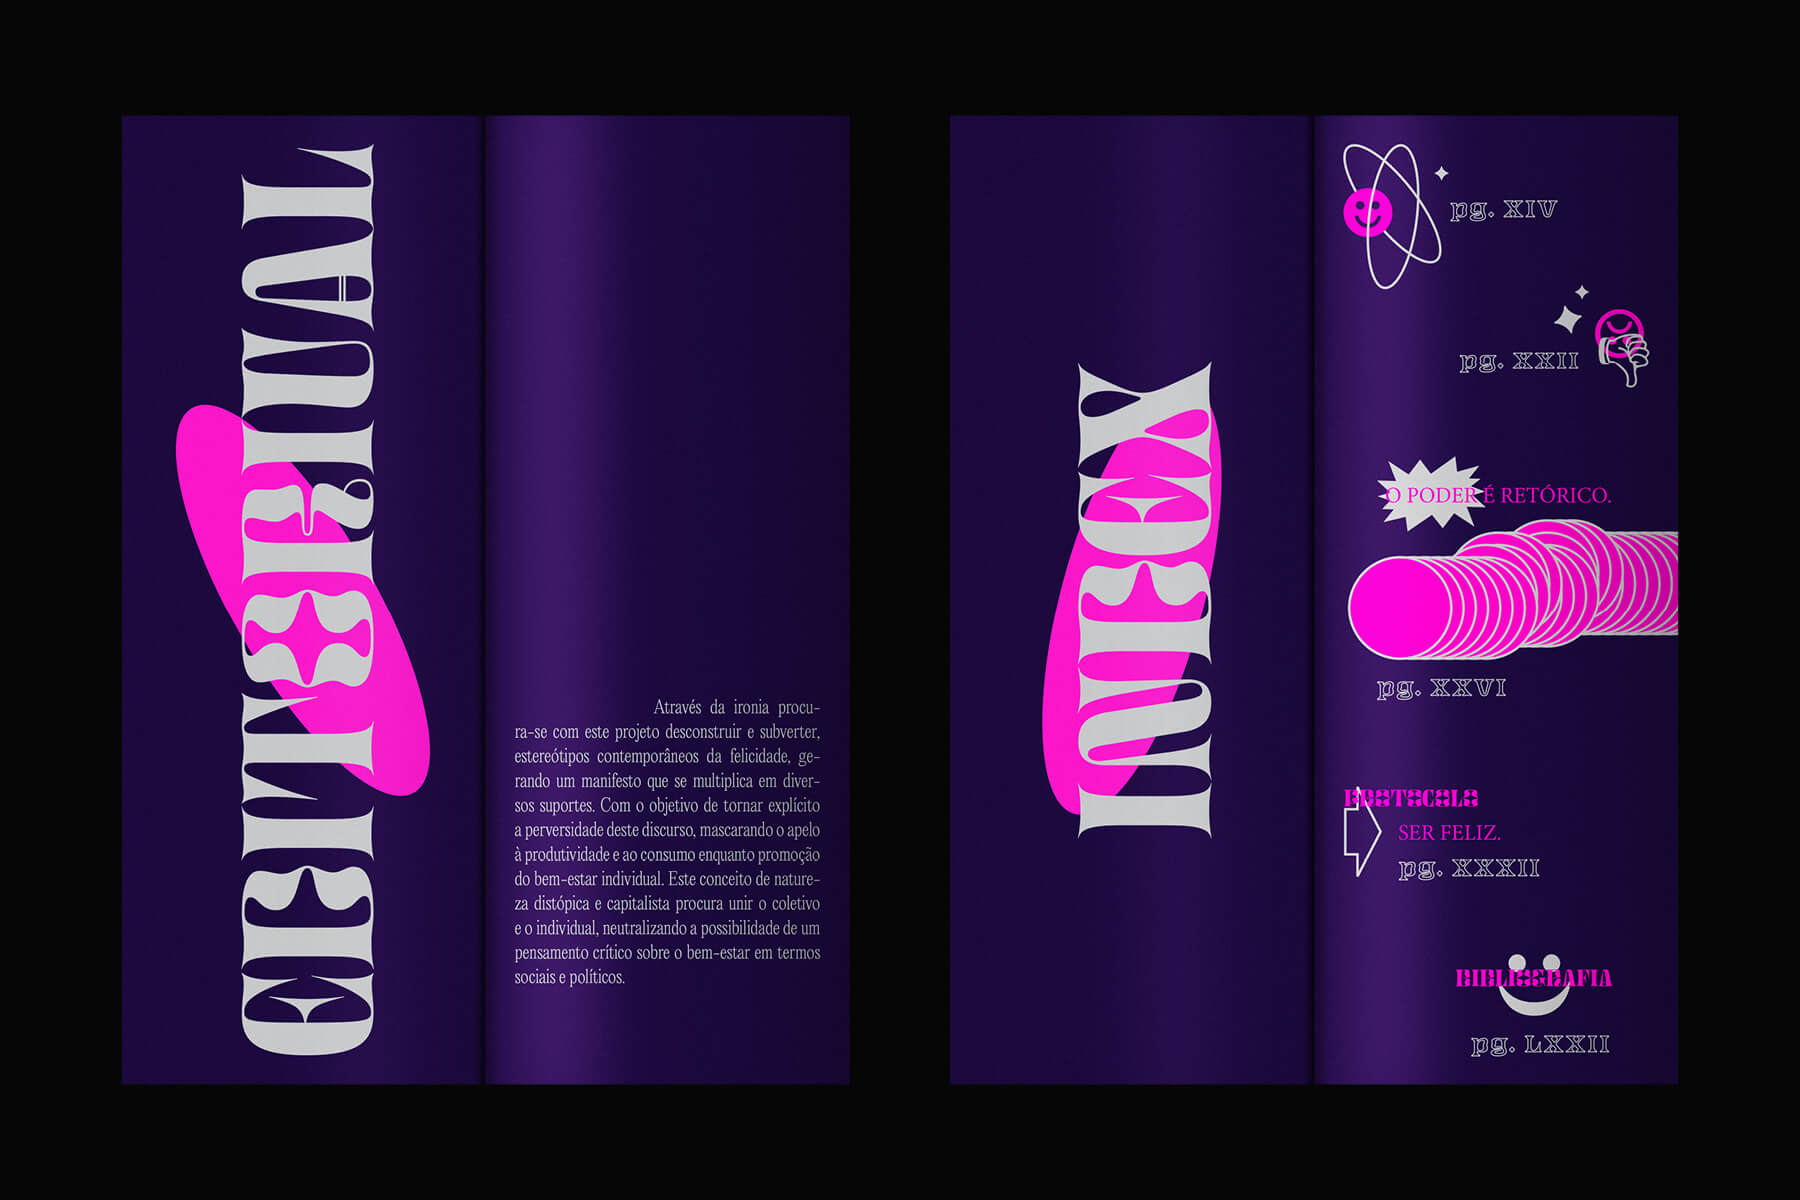 Através da ironia procu-
ra-se com este projeto desconstruir e subverter,
estereótipos contemporâneos da felicidade, ge-
rando um manifesto que se multiplica em diver-
sos suportes. Com o objetivo de tornar explícito
a perversidade deste discurso, mascarando o apelo
à produtividade e ao consumo enquanto promoção
do bem-estar individual. Este conceito de nature-
za distópica e capitalista procura unir o coletivo
e o individual, neutralizando a possibilidade de um
pensamento crítico sobre o bem-estar em termos
sociais e políticos.
INDEX
pg. XIV
pg. XXII
O PODER É RETÓRICO.
pg. XXVI
PROTOCOLO
SER FELIZ.
pg. XXXII
BIBLIOGRAFIA
pg. LXXII